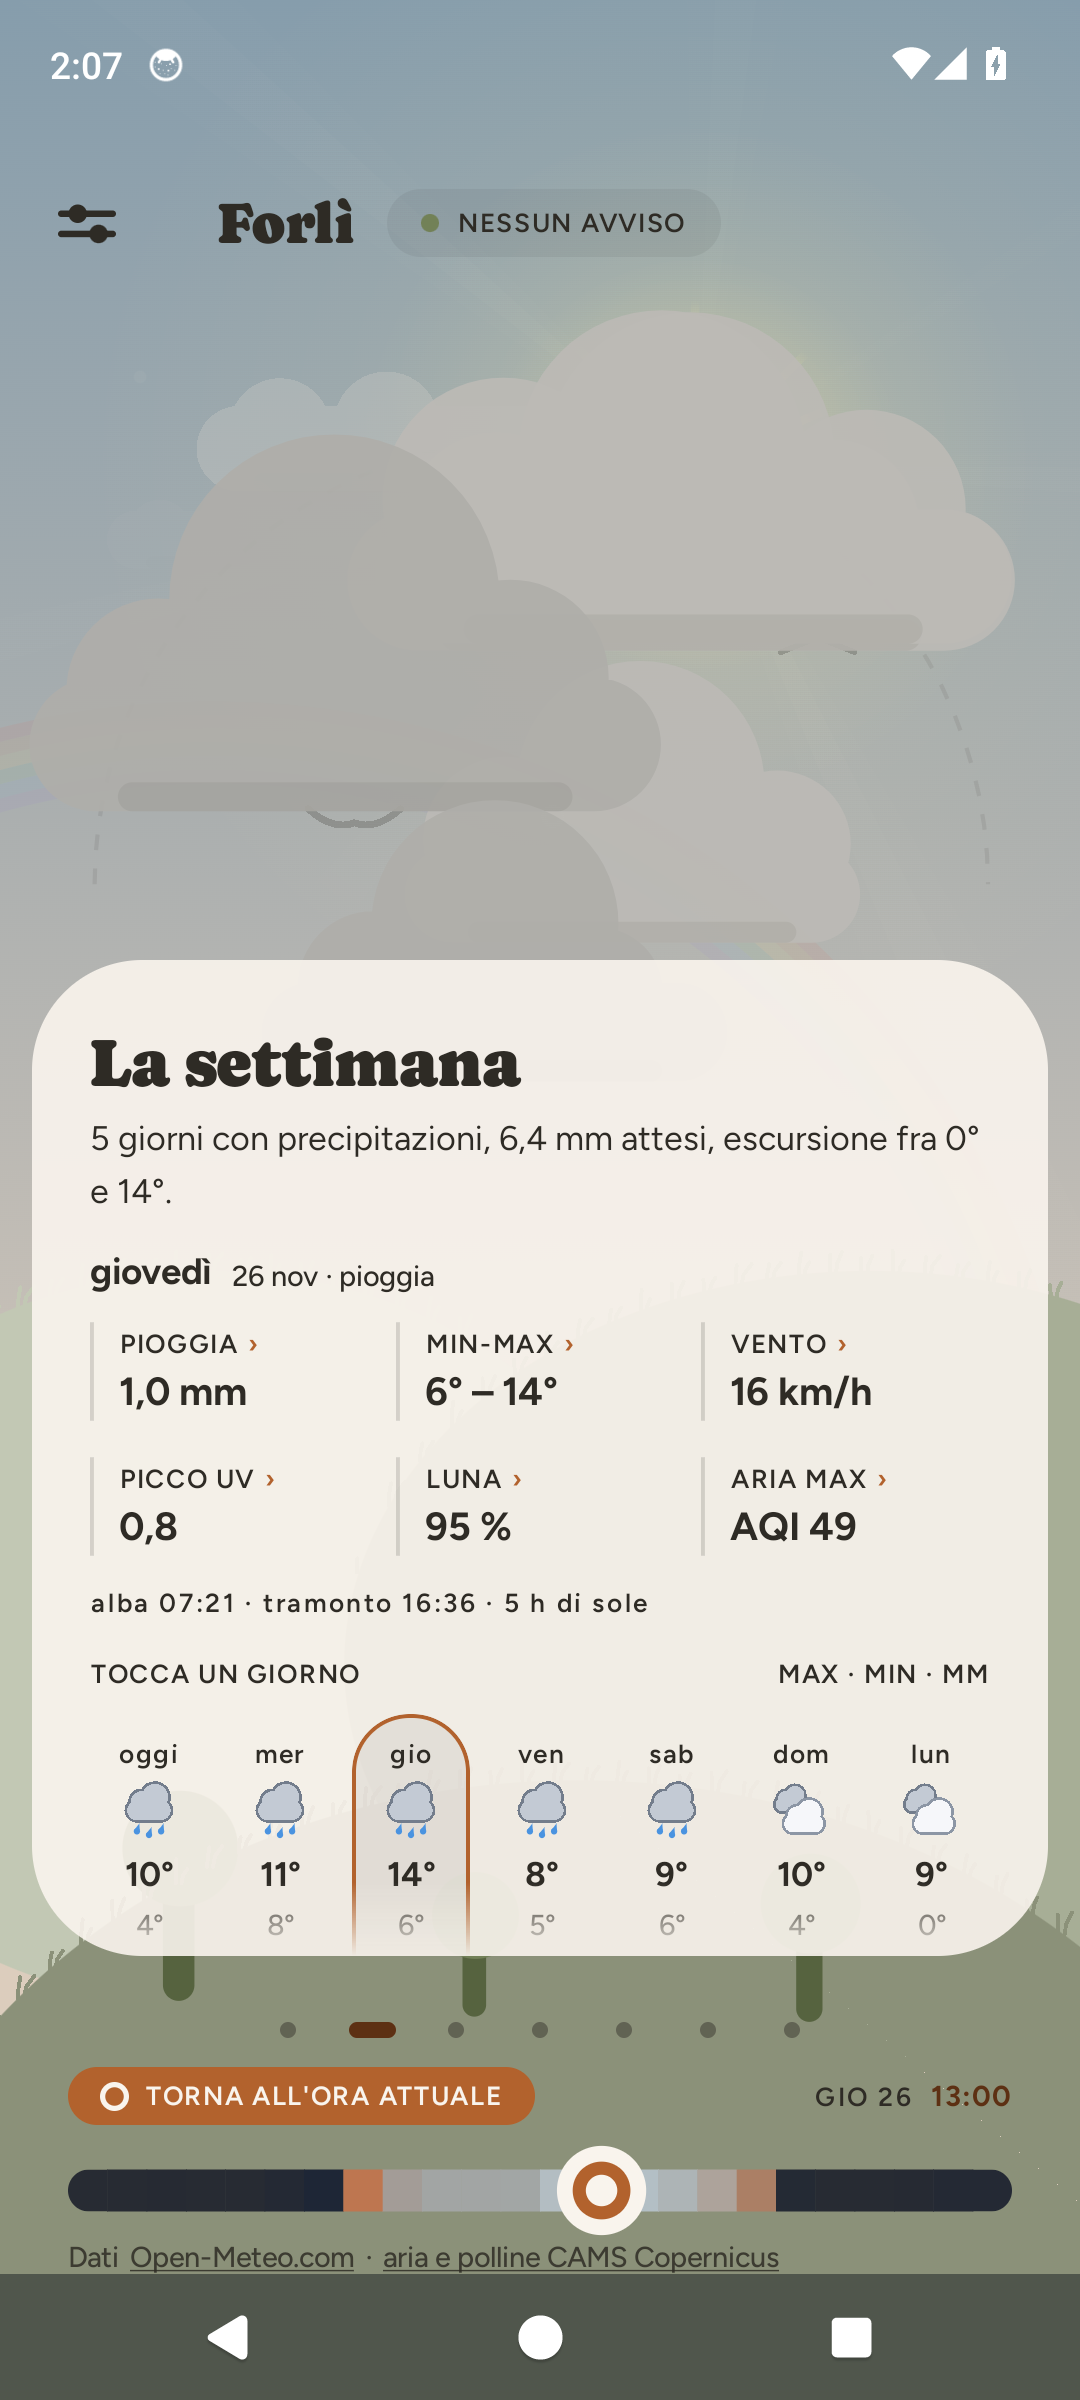 2:07
Forlì
NESSUN AVVISO
La settimana
5 giorni con precipitazioni, 6,4 mm attesi, escursione fra 0°
e 14°.
giovedì 26 nov · pioggia
PIOGGIA › MIN-MAX › VENTO ›
1,0 mm 6° – 14° 16 km/h
PICCO UV › LUNA › ARIA MAX ›
0,8 95 % AQI 49
alba 07:21 · tramonto 16:36 · 5 h di sole
TOCCA UN GIORNO MAX · MIN · MM
oggi mer gio ven sab dom lun
10° 11° 14° 8° 9° 10° 9°
4° 8° 6° 5° 6° 4° 0°
TORNA ALL'ORA ATTUALE GIO 26 13:00
Dati Open-Meteo.com · aria e polline CAMS Copernicus